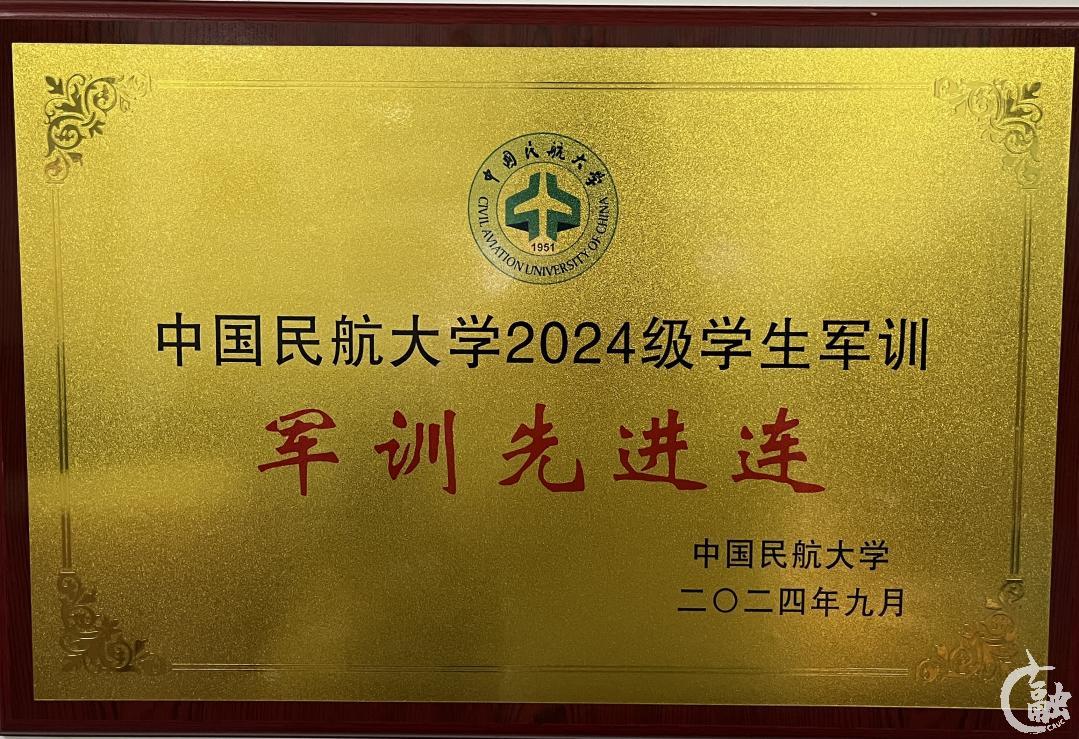 中国民航大学
CIVIL AVIATION UNIVERSITY OF CHINA
1951
中国民航大学2024级学生军训
军训先进连
中国民航大学
二〇二四年九月
融
CAUC